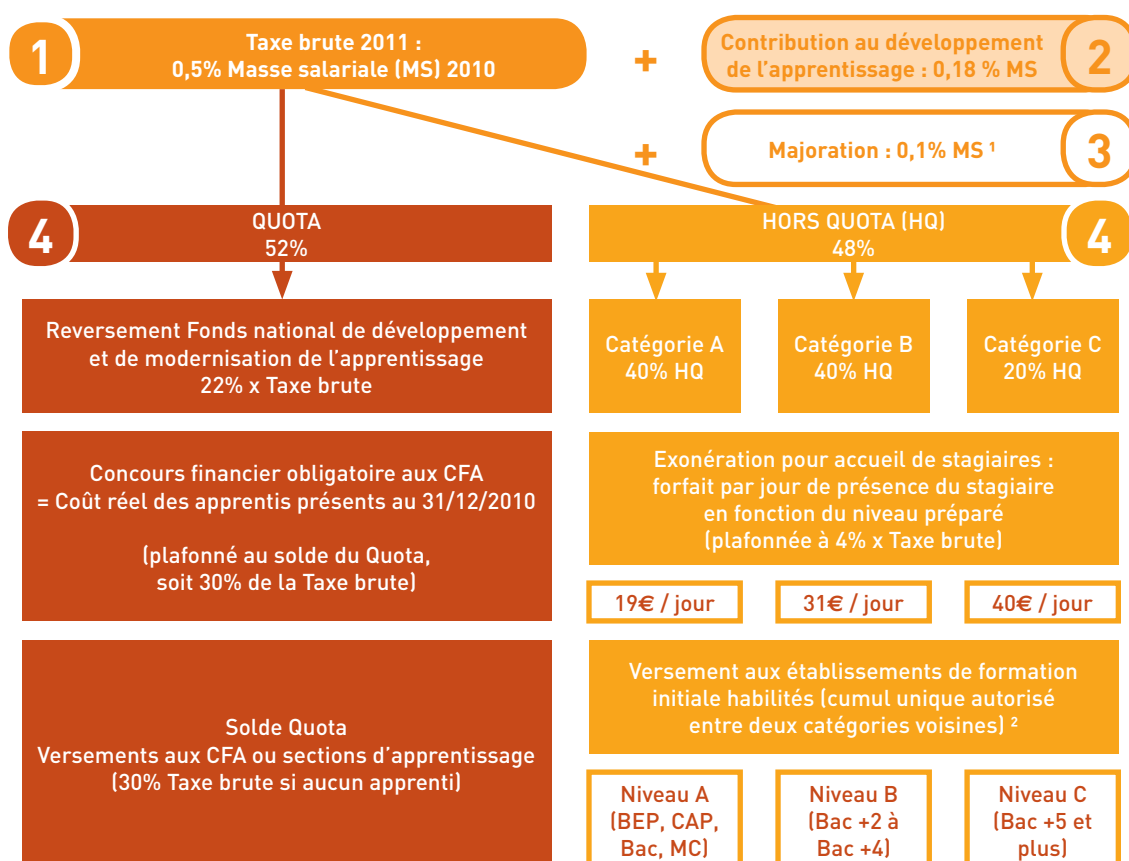 1
Taxe brute 2011 :
0,5% Masse salariale (MS) 2010
+
Contribution au développement
de l'apprentissage : 0,18 % MS
2
+
Majoration : 0,1% MS ¹
3
4
QUOTA
52%
HORS QUOTA (HQ)
48%
4
Reversement Fonds national de développement
et de modernisation de l'apprentissage
22% x Taxe brute
Catégorie A
40% HQ
Catégorie B
40% HQ
Catégorie C
20% HQ
Concours financier obligatoire aux CFA
= Coût réel des apprentis présents au 31/12/2010
(plafonné au solde du Quota,
soit 30% de la Taxe brute)
Exonération pour accueil de stagiaires :
forfait par jour de présence du stagiaire
en fonction du niveau préparé
(plafonnée à 4% x Taxe brute)
19€ / jour
31€ / jour
40€ / jour
Solde Quota
Versements aux CFA ou sections d'apprentissage
(30% Taxe brute si aucun apprenti)
Versement aux établissements de formation
initiale habilités (cumul unique autorisé
entre deux catégories voisines) ²
Niveau A
(BEP, CAP,
Bac, MC)
Niveau B
(Bac +2 à
Bac +4)
Niveau C
(Bac +5 et
plus)